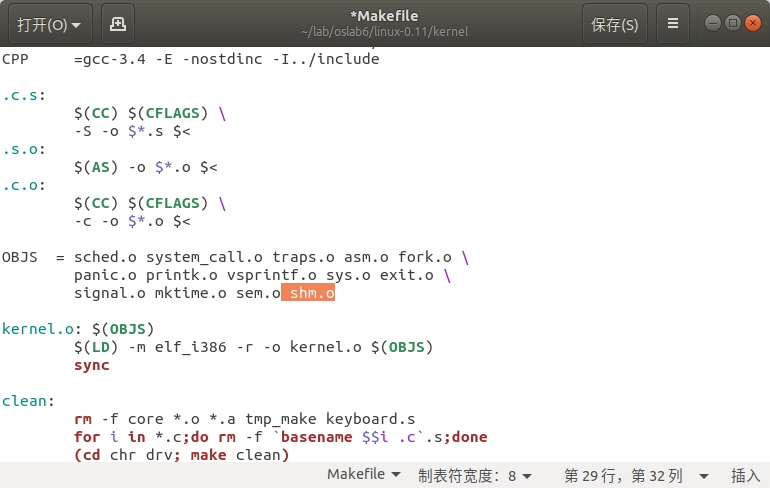 打开(O)
*Makefile
~/lab/oslab6/linux-0.11/kernel
保存(S)
CPP     =gcc-3.4 -E -nostdinc -I../include
.c.s:
        $(CC) $(CFLAGS) \
        -S -o $*.s $<
.s.o:
        $(AS) -o $*.o $<
.c.o:
        $(CC) $(CFLAGS) \
        -c -o $*.o $<
OBJS  = sched.o system_call.o traps.o asm.o fork.o \
        panic.o printk.o vsprintf.o sys.o exit.o \
        signal.o mktime.o sem.o shm.o
kernel.o: $(OBJS)
        $(LD) -m elf_i386 -r -o kernel.o $(OBJS)
        sync
clean:
        rm -f core *.o *.a tmp_make keyboard.s
        for i in *.c;do rm -f `basename $$i .c`.s;done
        (cd chr_drv; make clean)
Makefile 制表符宽度：8 第 29 行，第 32 列 插入